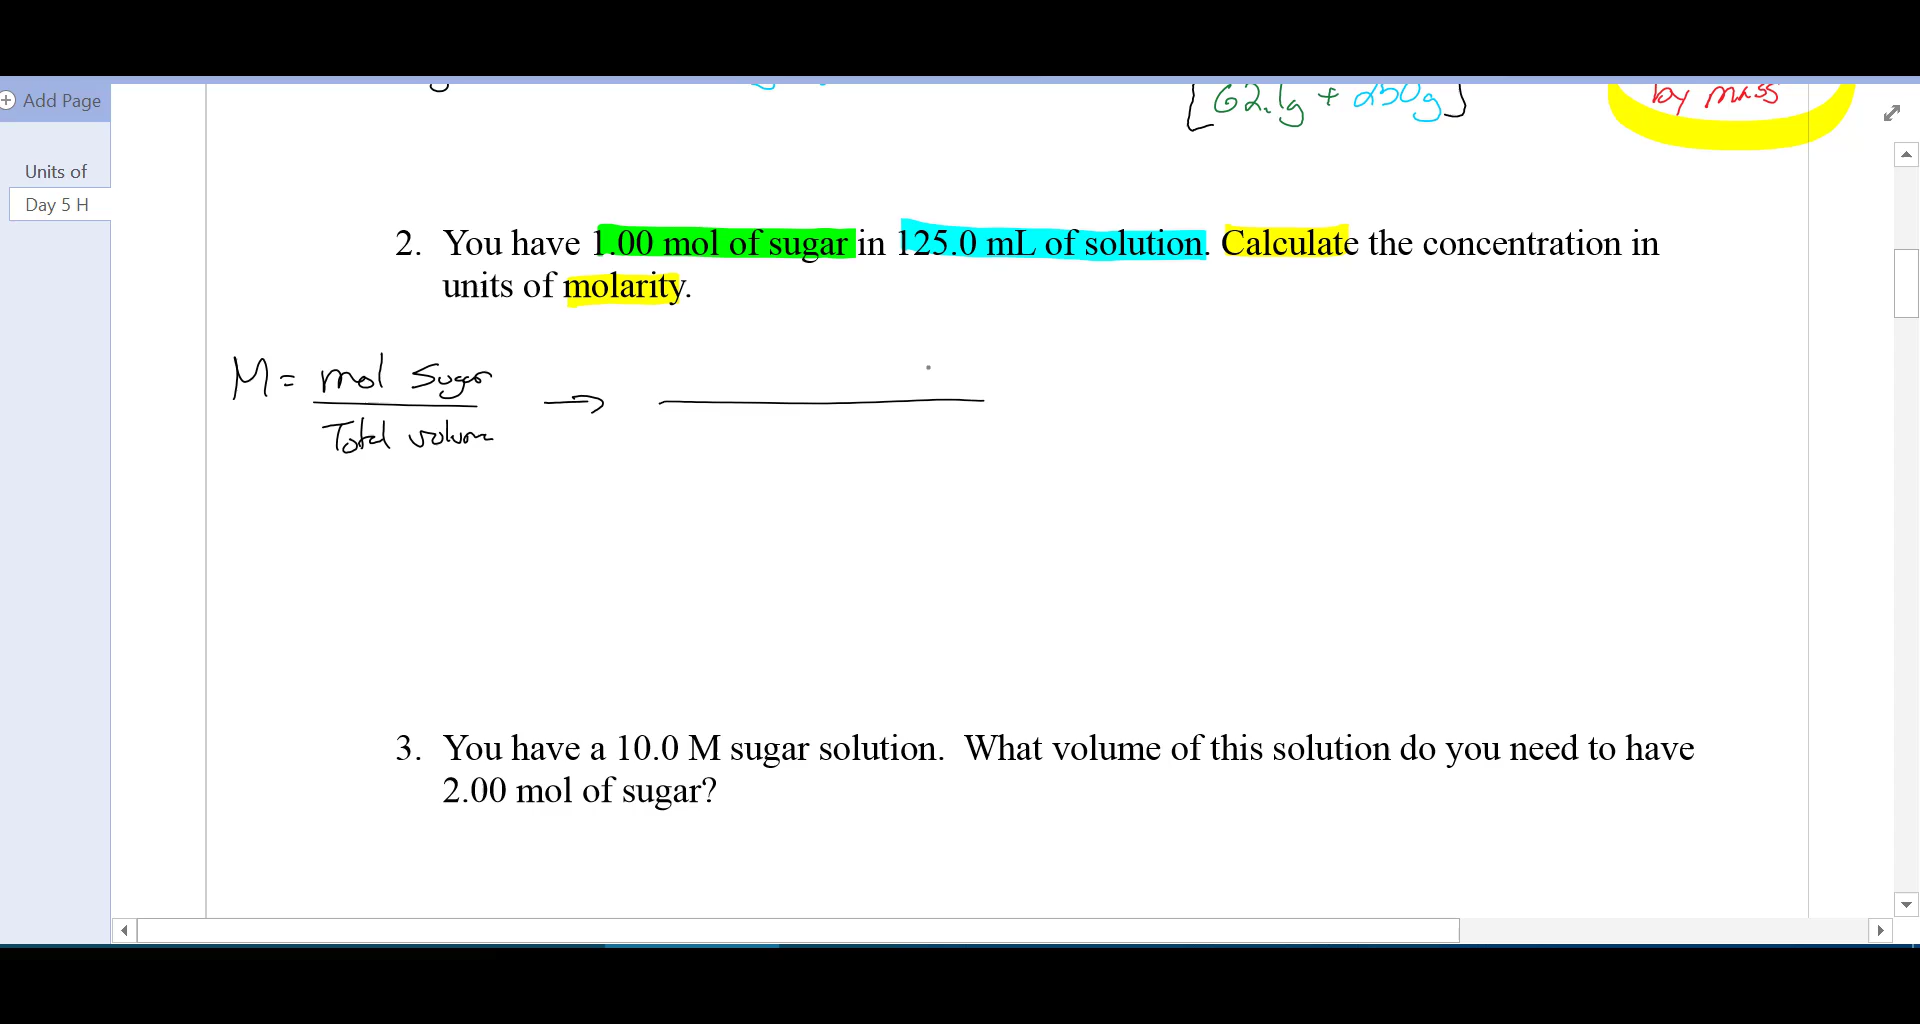 Add Page
Units of
Day 5 H
[62.1g + 250g]
by mass
2. You have 1.00 mol of sugar in 125.0 mL of solution. Calculate the concentration in
units of molarity.
M = mol Sugar
Total volume
→
3. You have a 10.0 M sugar solution. What volume of this solution do you need to have
2.00 mol of sugar?